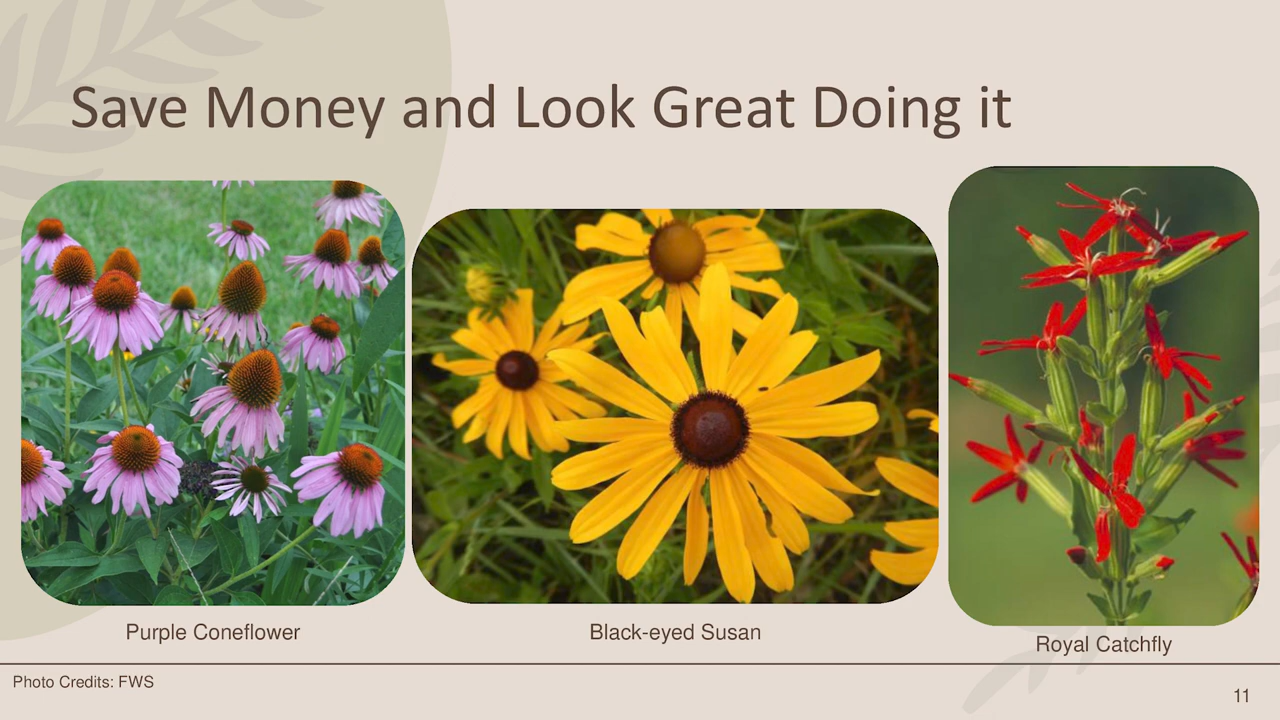 Save Money and Look Great Doing it
Purple Coneflower
Black-eyed Susan
Royal Catchfly
Photo Credits: FWS
11